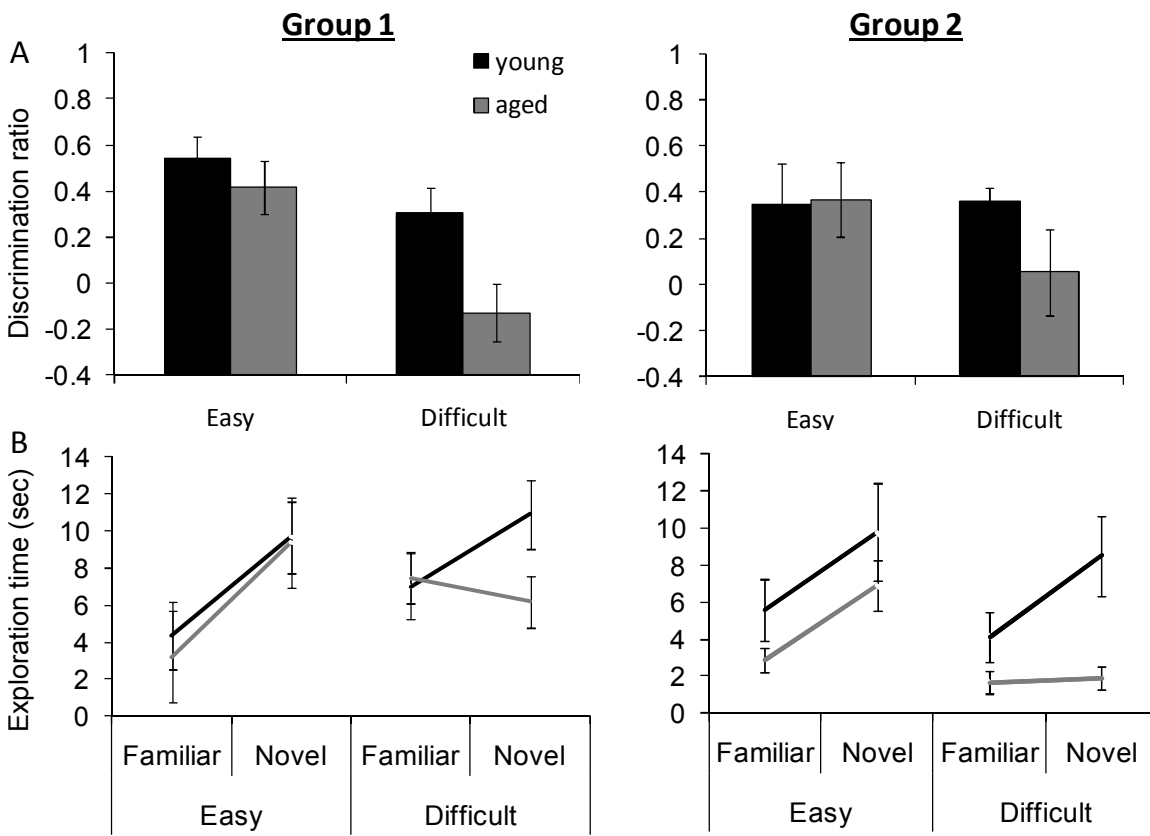 Group 1
Group 2
A
Discrimination ratio
1
0.8
0.6
0.4
0.2
0
-0.2
-0.4
young
aged
Easy
Difficult
1
0.8
0.6
0.4
0.2
0
-0.2
-0.4
Easy
Difficult
B
Exploration time (sec)
14
12
10
8
6
4
2
0
Familiar Novel Familiar Novel
Easy Difficult
14
12
10
8
6
4
2
0
Familiar Novel Familiar Novel
Easy Difficult